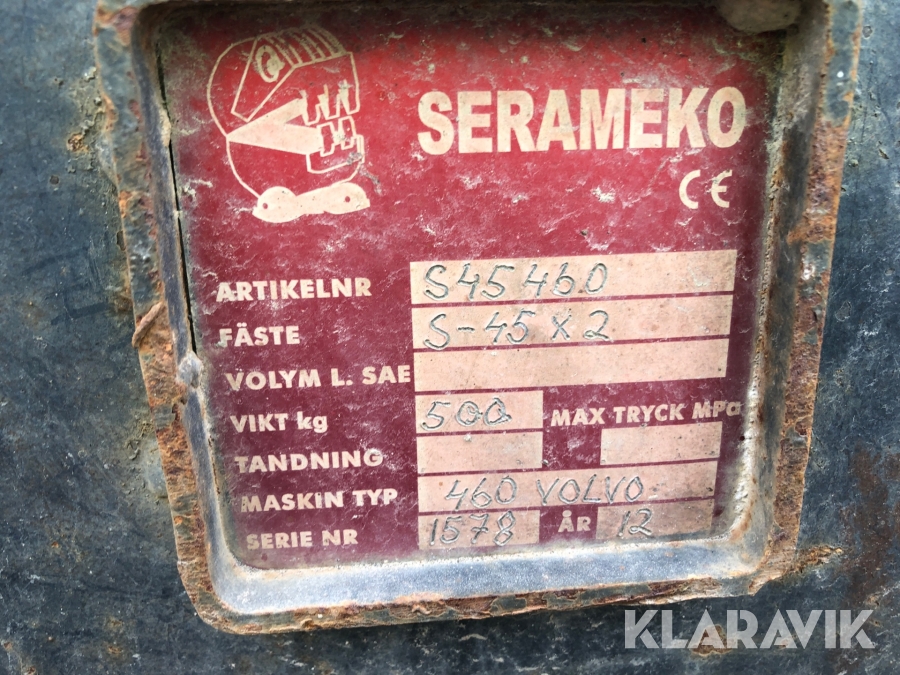 SERAMEKO
CE
ARTIKELNR S45460
FÄSTE S-45 X 2
VOLYM L. SAE
VIKT kg 500 MAX TRYCK MPa
TANDNING
MASKIN TYP 460 VOLVO
SERIE NR 1578 ÅR 12
KLARAVIK